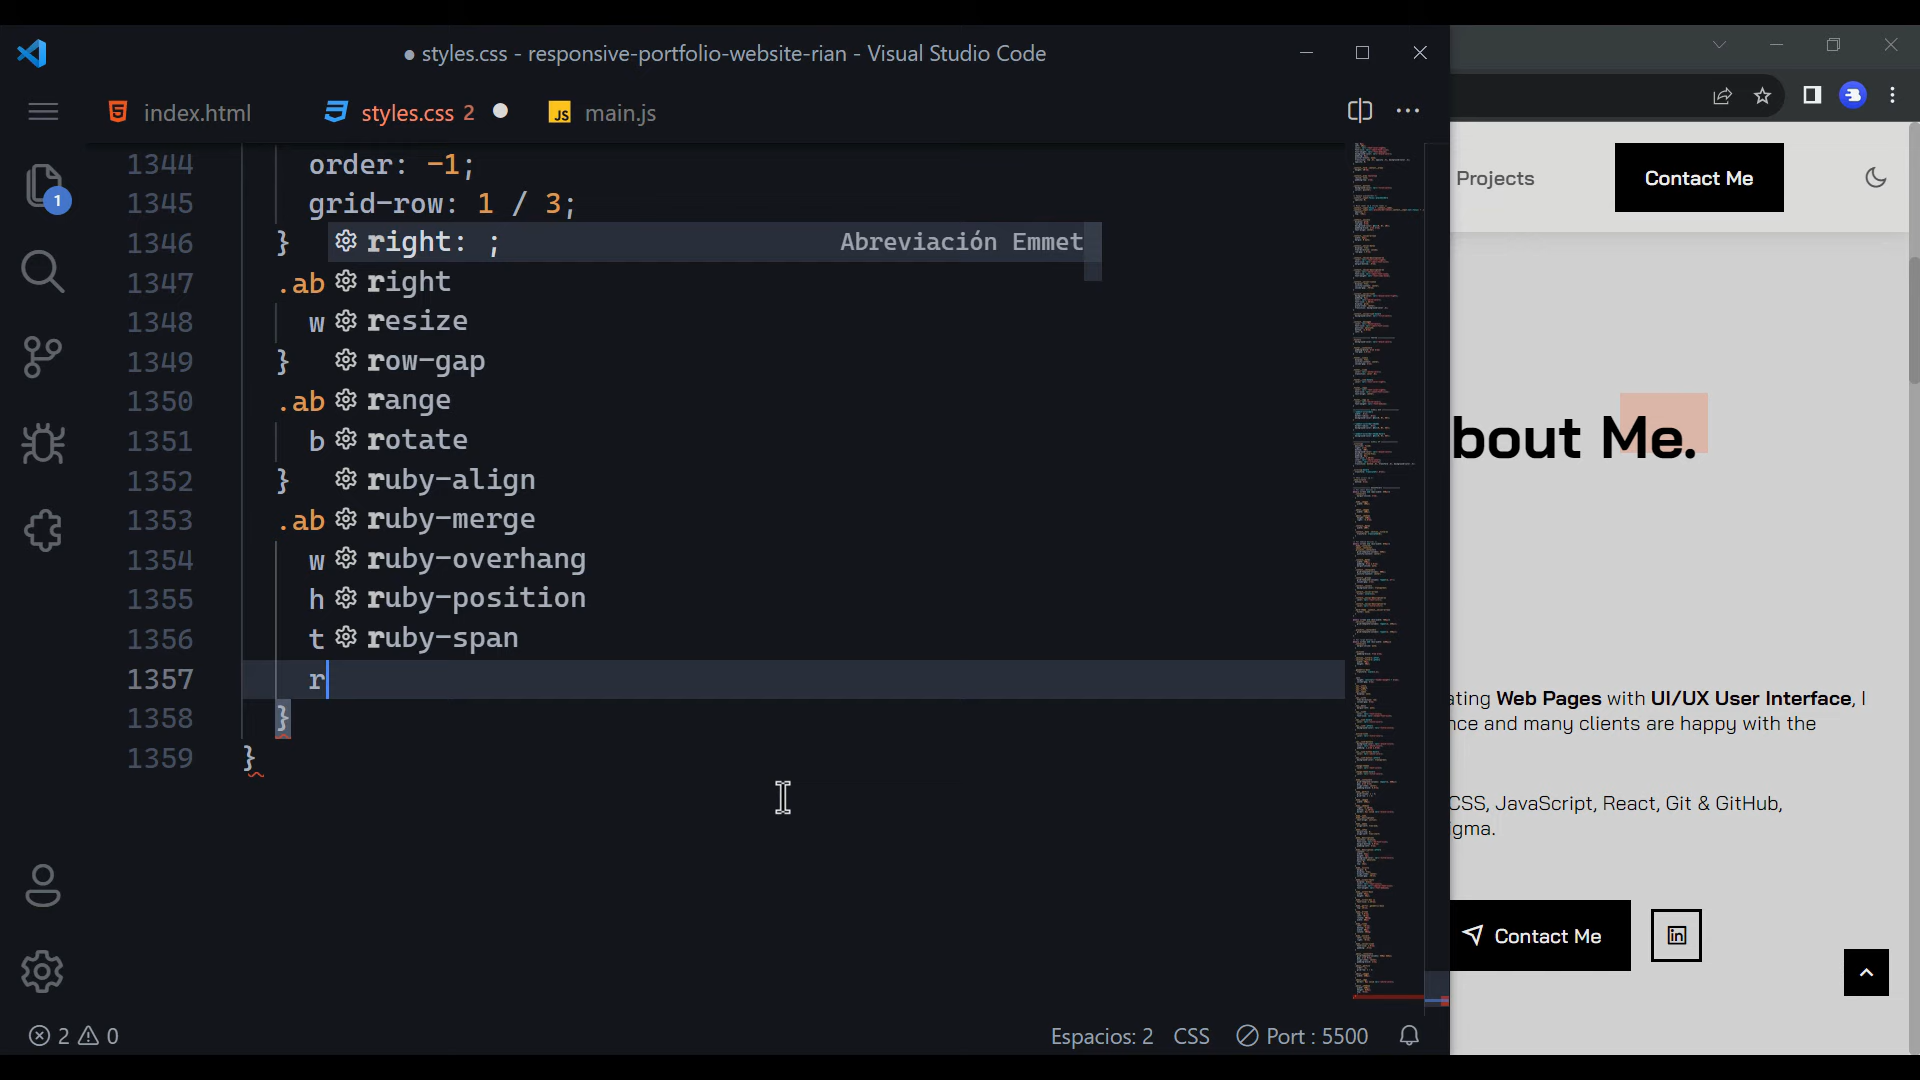 ● styles.css - responsive-portfolio-website-rian - Visual Studio Code
index.html
styles.css 2
JS main.js
1
1344 order: -1;
1345 grid-row: 1 / 3;
1346 }
right: ; Abreviación Emmet
1347 .ab
right
1348 w
resize
1349 }
row-gap
1350 .ab
range
1351 b
rotate
1352 }
ruby-align
1353 .ab
ruby-merge
1354 w
ruby-overhang
1355 h
ruby-position
1356 t
ruby-span
1357 r
1358 }
1359 }
2 0
Espacios: 2 CSS Port : 5500
Projects
Contact Me
bout Me.
ating Web Pages with UI/UX User Interface, I
nce and many clients are happy with the
CSS, JavaScript, React, Git & GitHub,
igma.
Contact Me
in